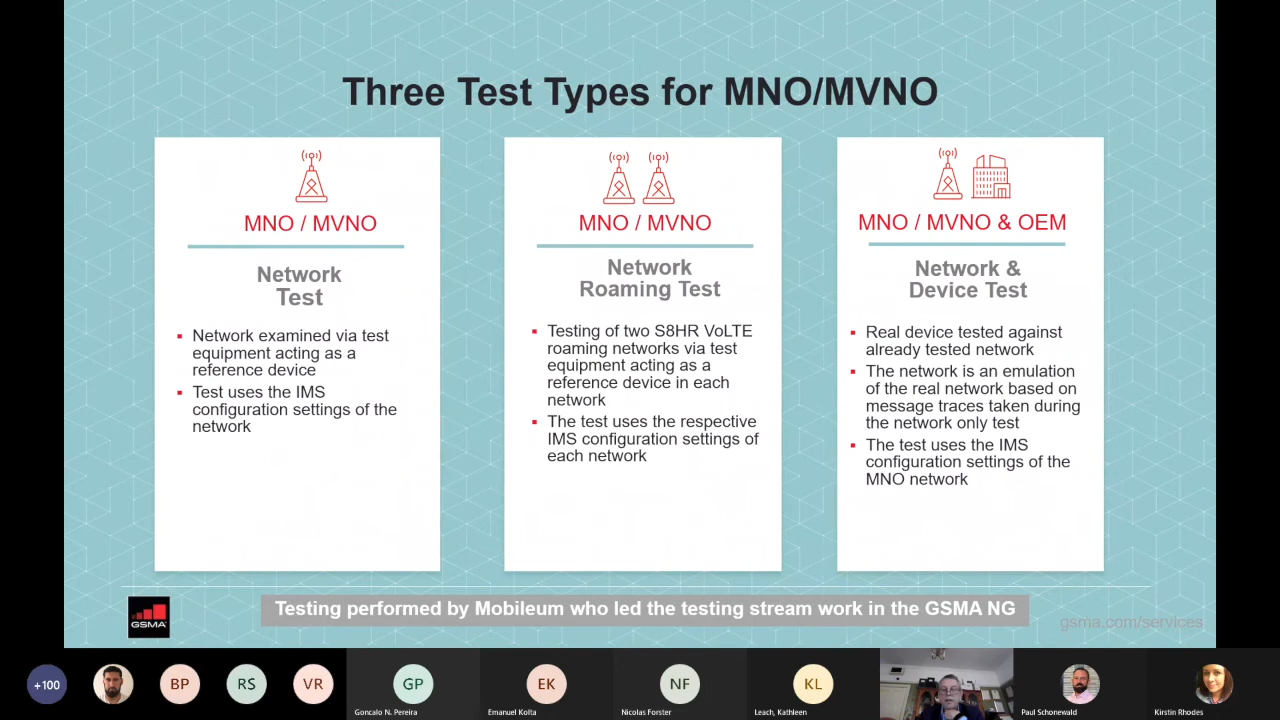 Three Test Types for MNO/MVNO
MNO / MVNO
Network
Test
▪ Network examined via test
equipment acting as a
reference device
▪ Test uses the IMS
configuration settings of the
network
MNO / MVNO
Network
Roaming Test
▪ Testing of two S8HR VoLTE
roaming networks via test
equipment acting as a
reference device in each
network
▪ The test uses the respective
IMS configuration settings of
each network
MNO / MVNO & OEM
Network &
Device Test
▪ Real device tested against
already tested network
▪ The network is an emulation
of the real network based on
message traces taken during
the network only test
▪ The test uses the IMS
configuration settings of the
MNO network
GSMA
Testing performed by Mobileum who led the testing stream work in the GSMA NG
gsma.com/services
+100
BP
RS
VR
GP
Goncalo N. Pereira
EK
Emanuel Kolta
NF
Nicolas Forster
KL
Leach, Kathleen
Paul Schonewald
Kirstin Rhodes